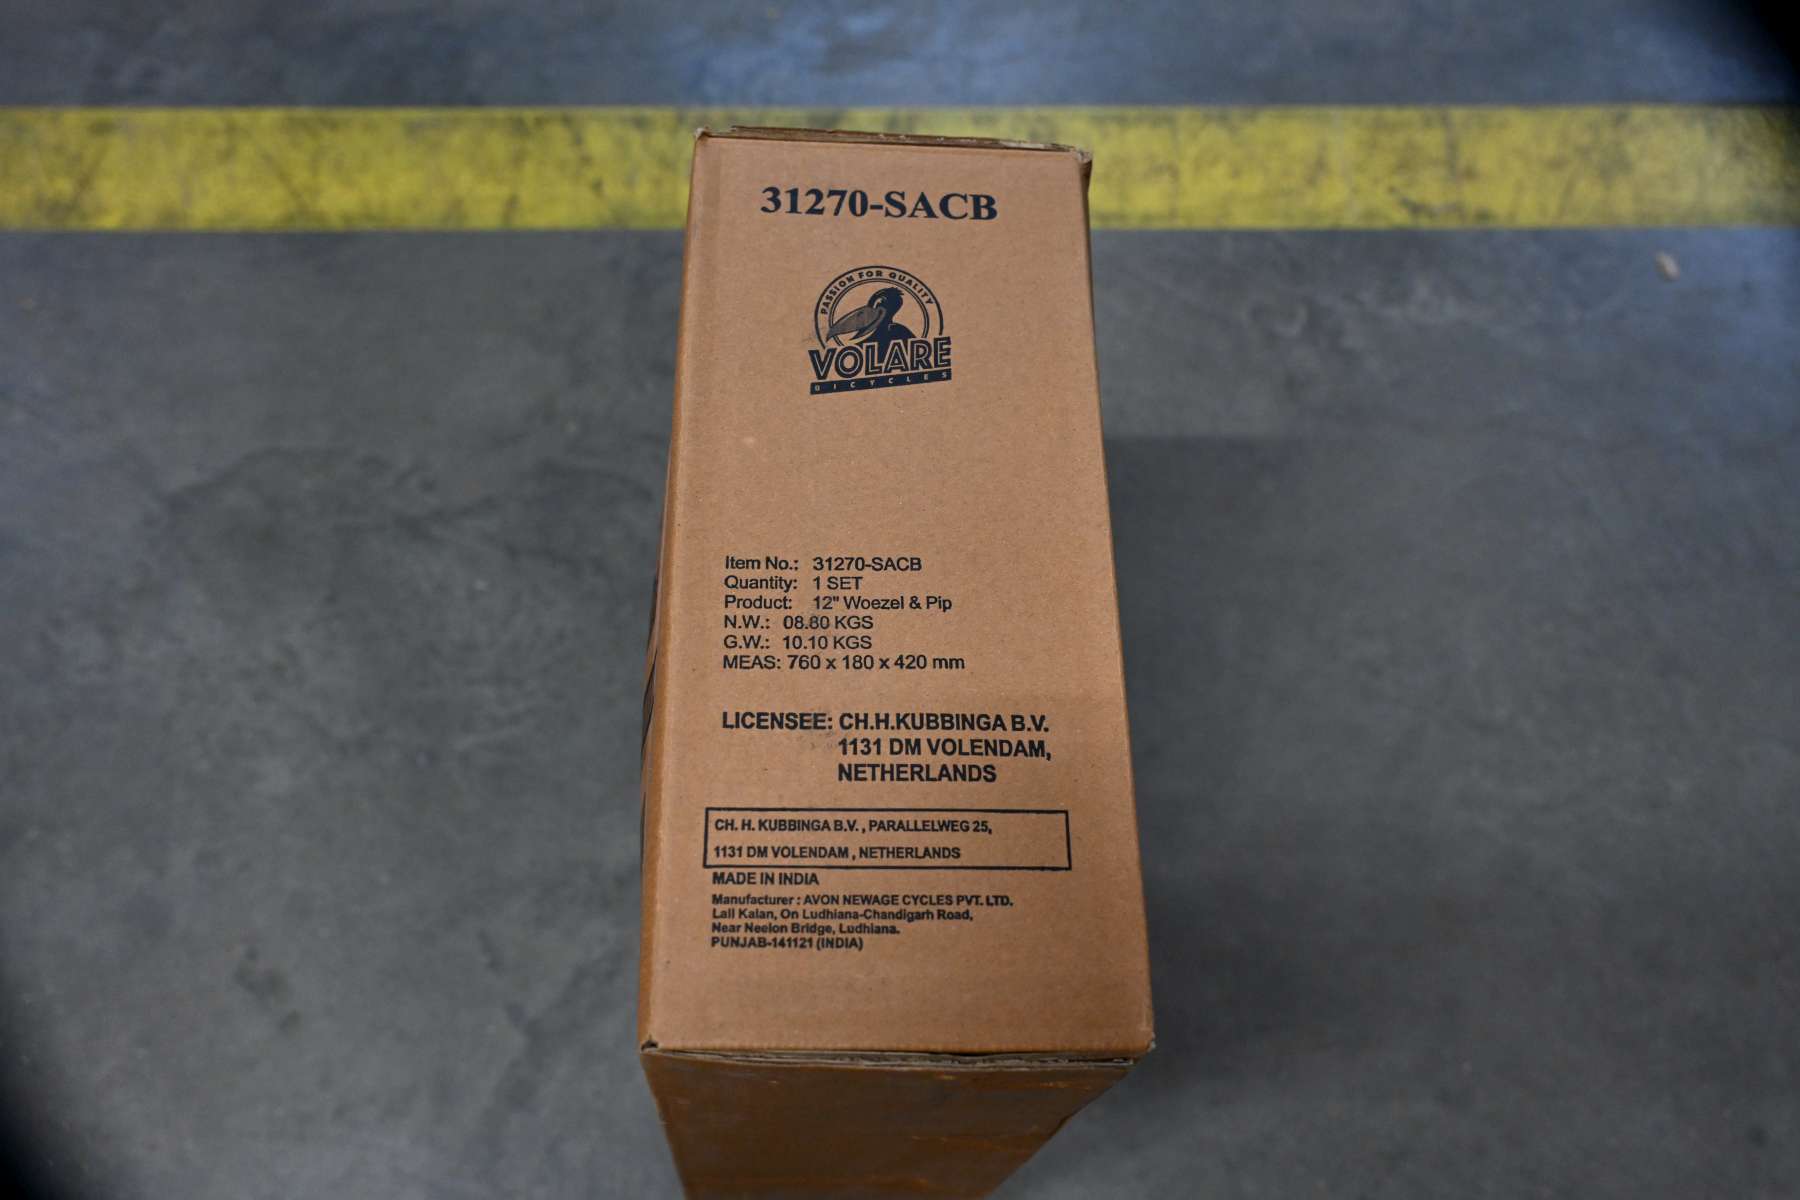 31270-SACB
PASSION FOR QUALITY
VOLARE
BICYCLES
Item No.: 31270-SACB
Quantity: 1 SET
Product: 12" Woezel & Pip
N.W.: 08.80 KGS
G.W.: 10.10 KGS
MEAS: 760 x 180 x 420 mm
LICENSEE: CH.H.KUBBINGA B.V.
1131 DM VOLENDAM,
NETHERLANDS
CH. H. KUBBINGA B.V. , PARALLELWEG 25,
1131 DM VOLENDAM , NETHERLANDS
MADE IN INDIA
Manufacturer : AVON NEWAGE CYCLES PVT. LTD.
Lall Kalan, On Ludhiana-Chandigarh Road,
Near Neelon Bridge, Ludhiana.
PUNJAB-141121 (INDIA)